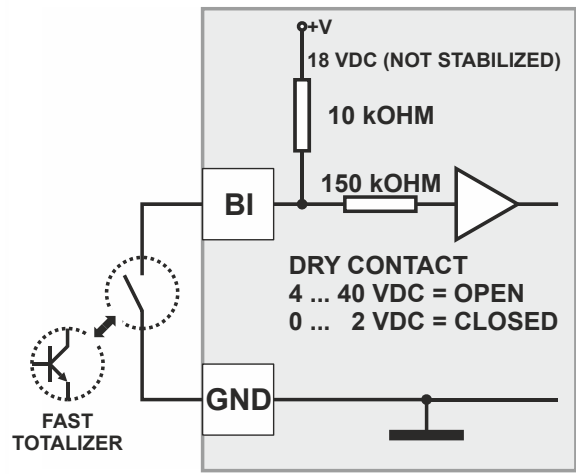 +V
18 VDC (NOT STABILIZED)
10 kOHM
150 kOHM
BI
DRY CONTACT
4 ... 40 VDC = OPEN
0 ... 2 VDC = CLOSED
GND
FAST
TOTALIZER